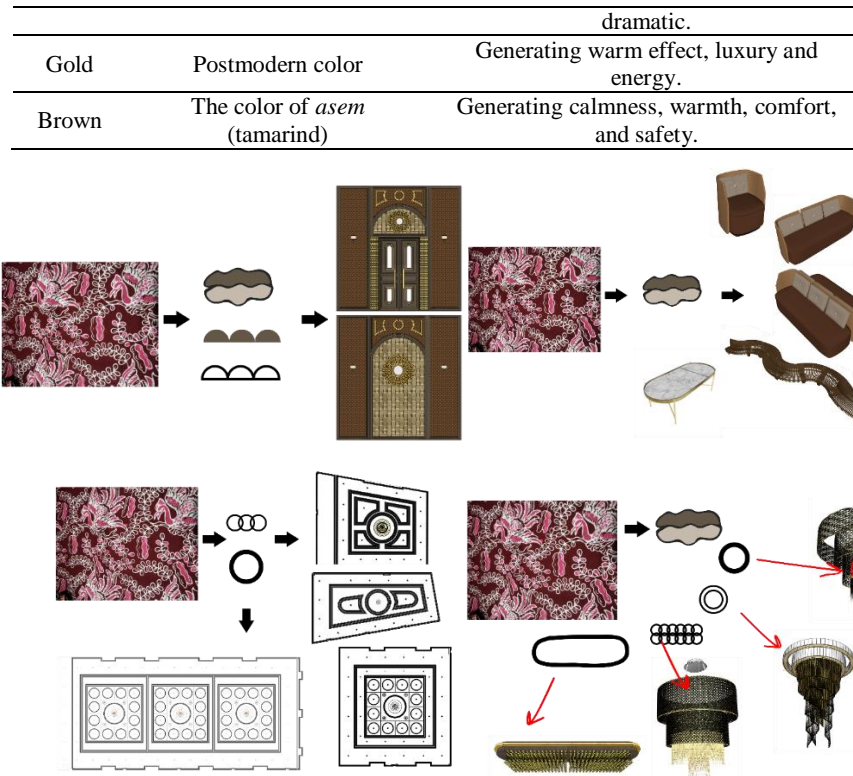 dramatic.
Gold Postmodern color Generating warm effect, luxury and
energy.
Brown The color of asem
(tamarind) Generating calmness, warmth, comfort,
and safety.